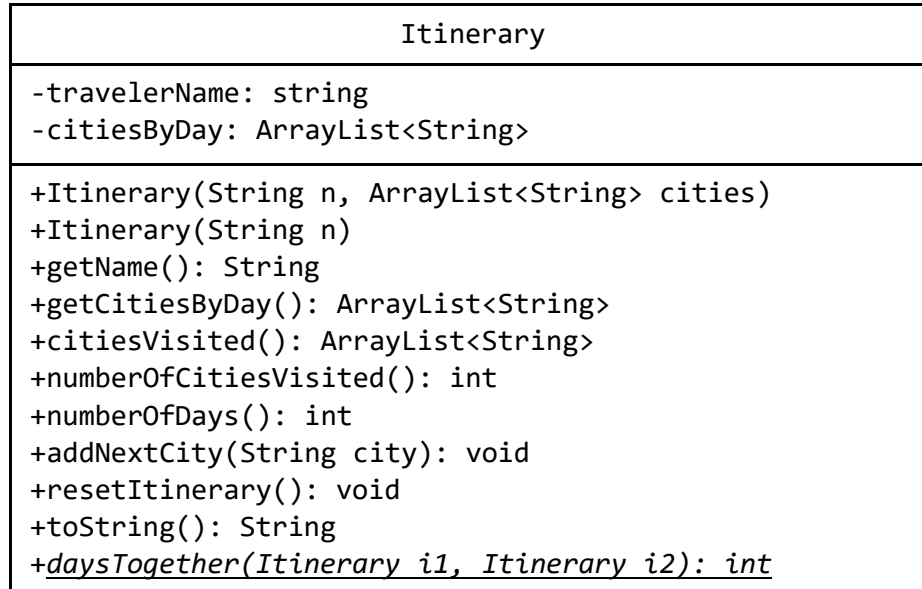 Itinerary
-travelerName: string
-citiesByDay: ArrayList<String>
+Itinerary(String n, ArrayList<String> cities)
+Itinerary(String n)
+getName(): String
+getCitiesByDay(): ArrayList<String>
+citiesVisited(): ArrayList<String>
+numberOfCitiesVisited(): int
+numberOfDays(): int
+addNextCity(String city): void
+resetItinerary(): void
+toString(): String
+daysTogether(Itinerary i1, Itinerary i2): int